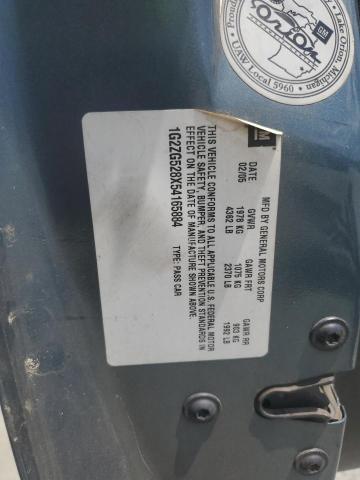 GM
MFD BY GENERAL MOTORS CORP
DATE GVWR GAWR FRT GAWR RR
02/05 1978 KG 1075 KG 903 KG
4362 LB 2370 LB 1992 LB
THIS VEHICLE CONFORMS TO ALL APPLICABLE U.S. FEDERAL MOTOR
VEHICLE SAFETY, BUMPER, AND THEFT PREVENTION STANDARDS IN
EFFECT ON THE DATE OF MANUFACTURE SHOWN ABOVE.
1G2ZG528X54165884 TYPE: PASS CAR
Lake Orion, Michigan
GM
Orion
UAW Local 5960